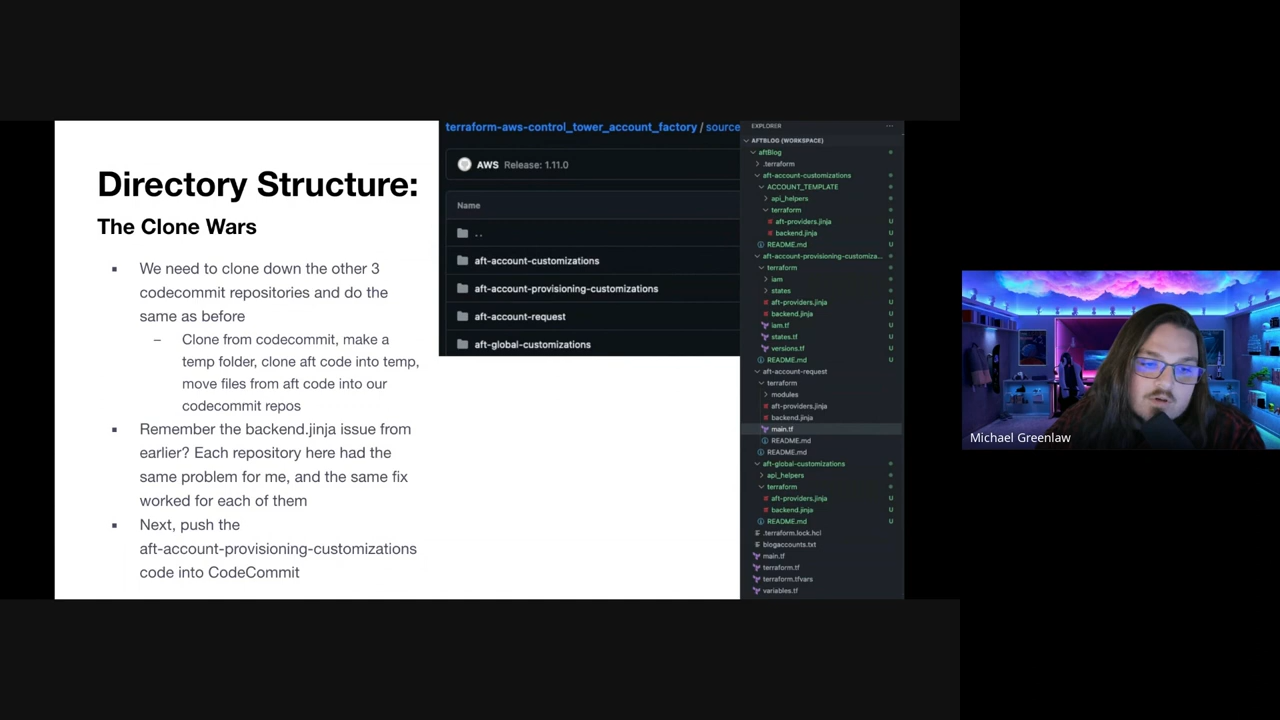 Directory Structure:
The Clone Wars
▪ We need to clone down the other 3
codecommit repositories and do the
same as before
– Clone from codecommit, make a
temp folder, clone aft code into temp,
move files from aft code into our
codecommit repos
▪ Remember the backend.jinja issue from
earlier? Each repository here had the
same problem for me, and the same fix
worked for each of them
▪ Next, push the
aft-account-provisioning-customizations
code into CodeCommit
terraform-aws-control_tower_account_factory / source
AWS Release: 1.11.0
Name
..
aft-account-customizations
aft-account-provisioning-customizations
aft-account-request
aft-global-customizations
EXPLORER ...
AFTBLOG (WORKSPACE)
aftBlog
.terraform
aft-account-customizations
ACCOUNT_TEMPLATE
api_helpers
terraform
aft-providers.jinja U
backend.jinja U
README.md U
aft-account-provisioning-customiza...
terraform
iam
states
aft-providers.jinja U
backend.jinja U
iam.tf U
states.tf U
versions.tf U
README.md U
aft-account-request
terraform
modules
aft-providers.jinja U
backend.jinja U
main.tf U
README.md U
README.md U
aft-global-customizations
api_helpers
terraform
aft-providers.jinja U
backend.jinja U
README.md U
.terraform.lock.hcl
blogaccounts.txt
main.tf
terraform.tf
terraform.tfvars
variables.tf
Michael Greenlaw